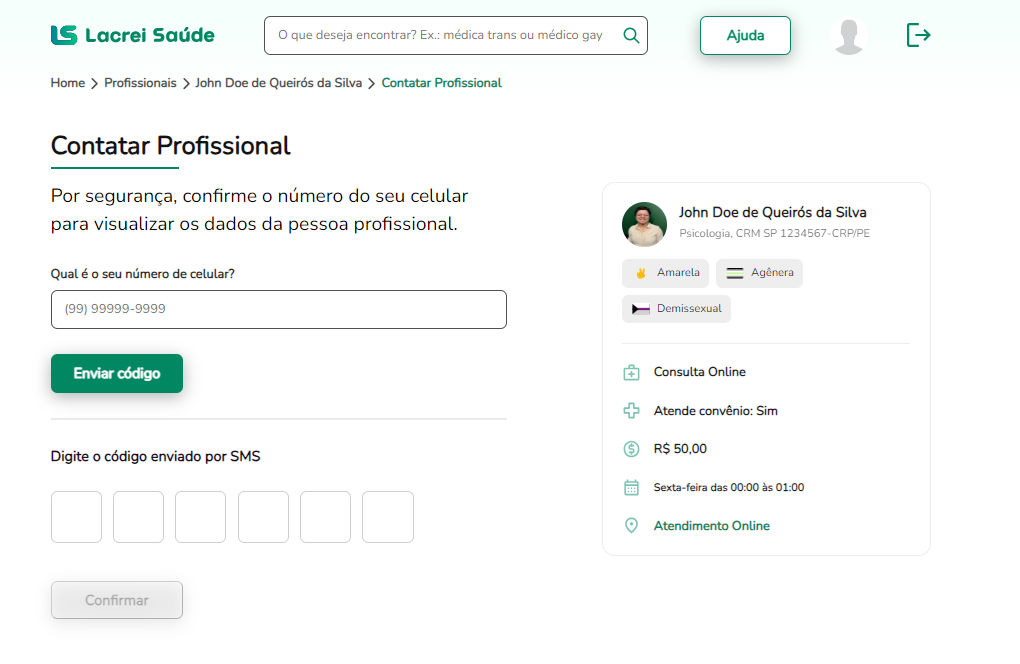 Lacrei Saúde
O que deseja encontrar? Ex.: médica trans ou médico gay
Ajuda
Home > Profissionais > John Doe de Queirós da Silva > Contatar Profissional
Contatar Profissional
Por segurança, confirme o número do seu celular
para visualizar os dados da pessoa profissional.
Qual é o seu número de celular?
(99) 99999-9999
Enviar código
Digite o código enviado por SMS
Confirmar
John Doe de Queirós da Silva
Psicologia, CRM SP 1234567-CRP/PE
Amarela
Agênera
Demissexual
Consulta Online
Atende convênio: Sim
R$ 50,00
Sexta-feira das 00:00 às 01:00
Atendimento Online